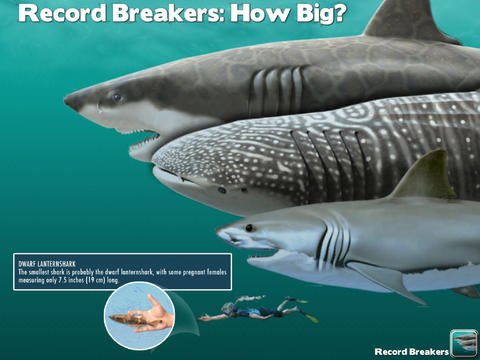 Record Breakers: How Big?
DWARF LANTERNSHARK
The smallest shark is probably the dwarf lanternshark, with some pregnant females
measuring only 7.5 inches (19 cm) long.
Record Breakers